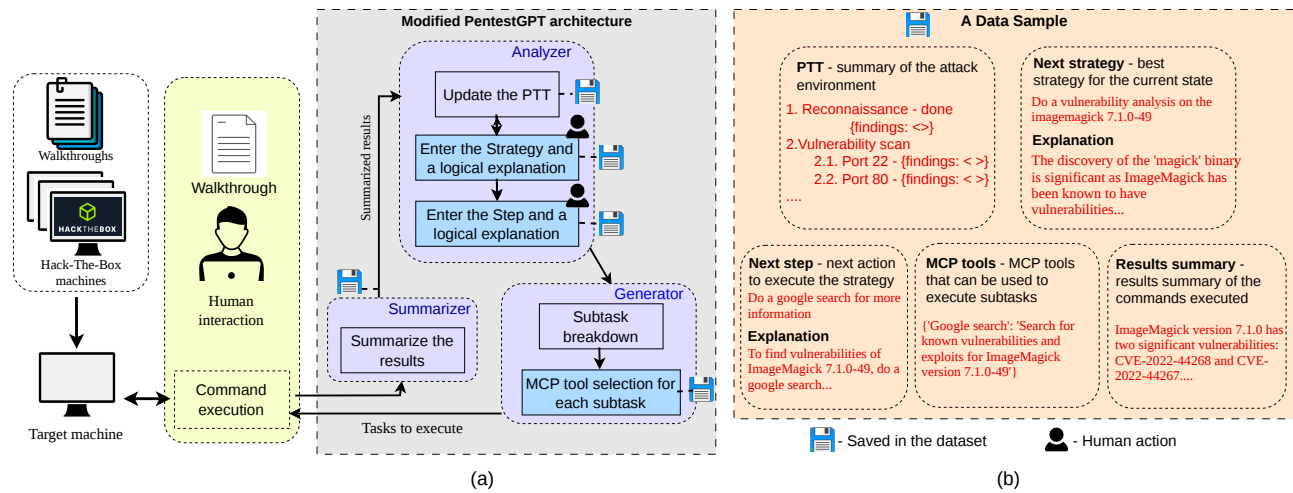 Walkthroughs
HACKTHEBOX
Hack-The-Box
machines
Target machine
Walkthrough
Human
interaction
Command
execution
Modified PentestGPT architecture
Analyzer
Update the PTT
Enter the Strategy and
a logical explanation
Enter the Step and a
logical explanation
Summarized results
Summarizer
Summarize the
results
Generator
Subtask
breakdown
MCP tool selection for
each subtask
Tasks to execute
(a)
A Data Sample
PTT - summary of the attack
environment
1. Reconnaissance - done
{findings: <>}
2.Vulnerability scan
2.1. Port 22 - {findings: < >}
2.2. Port 80 - {findings: < >}
....
Next strategy - best
strategy for the current state
Do a vulnerability analysis on the
imagemagick 7.1.0-49
Explanation
The discovery of the 'magick' binary
is significant as ImageMagick has
been known to have
vulnerabilities...
Next step - next action
to execute the strategy
Do a google search for more
information
Explanation
To find vulnerabilities of
ImageMagick 7.1.0-49, do a
google search...
MCP tools - MCP tools
that can be used to
execute subtasks
{'Google search': 'Search for
known vulnerabilities and
exploits for ImageMagick
version 7.1.0-49'}
Results summary -
results summary of the
commands executed
ImageMagick version 7.1.0 has
two significant vulnerabilities:
CVE-2022-44268 and CVE-
2022-44267....
- Saved in the dataset
- Human action
(b)